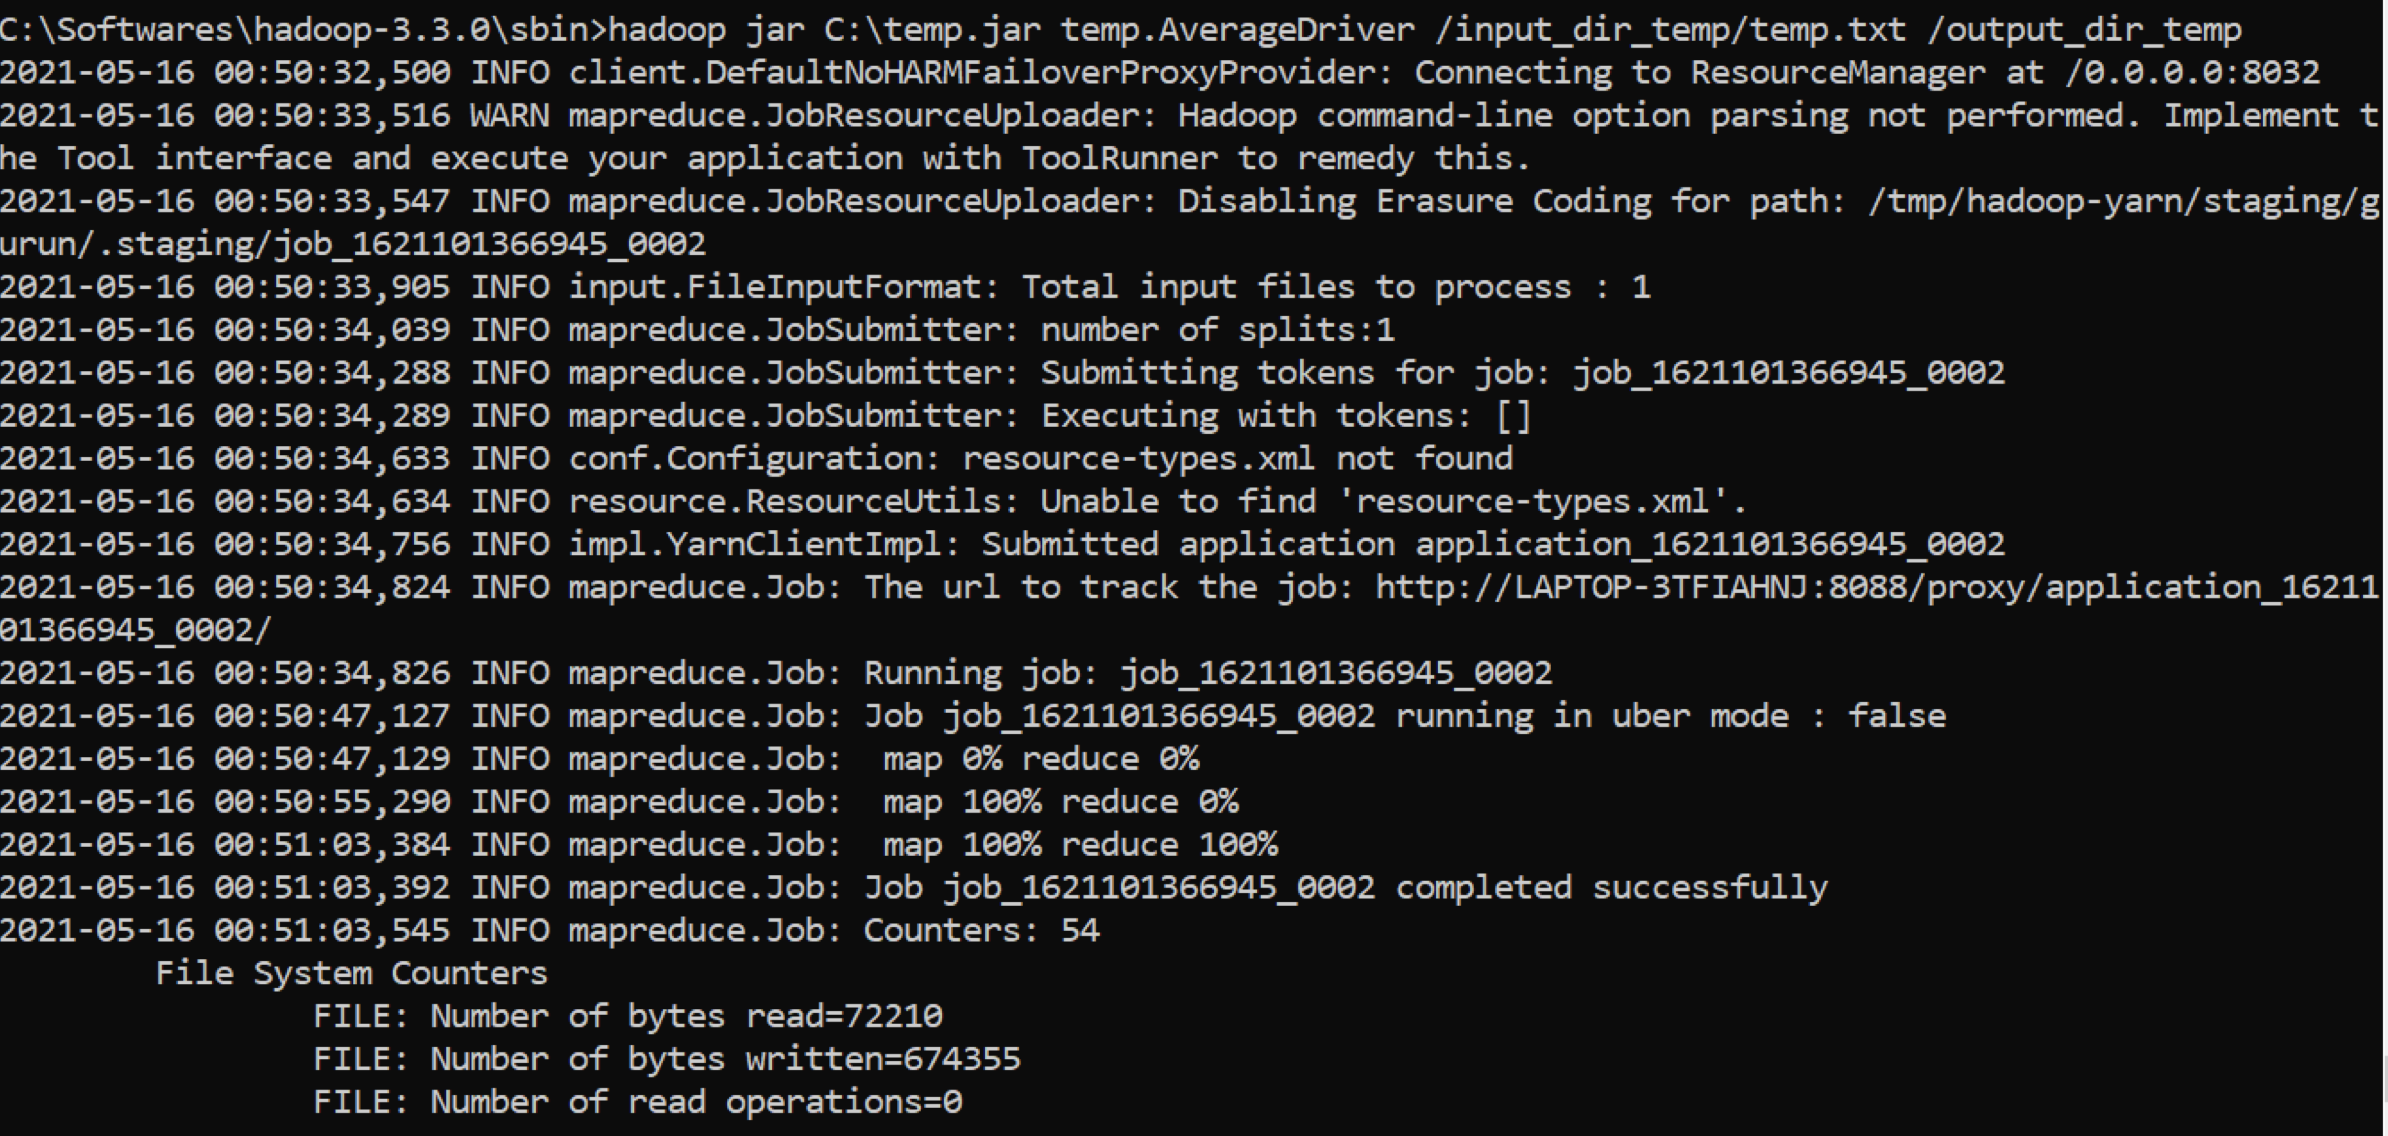 C:\Softwares\hadoop-3.3.0\sbin>hadoop jar C:\temp.jar temp.AverageDriver /input_dir_temp/temp.txt /output_dir_temp
2021-05-16 00:50:32,500 INFO client.DefaultNoHARMFailoverProxyProvider: Connecting to ResourceManager at /0.0.0.0:8032
2021-05-16 00:50:33,516 WARN mapreduce.JobResourceUploader: Hadoop command-line option parsing not performed. Implement t
he Tool interface and execute your application with ToolRunner to remedy this.
2021-05-16 00:50:33,547 INFO mapreduce.JobResourceUploader: Disabling Erasure Coding for path: /tmp/hadoop-yarn/staging/g
urun/.staging/job_1621101366945_0002
2021-05-16 00:50:33,905 INFO input.FileInputFormat: Total input files to process : 1
2021-05-16 00:50:34,039 INFO mapreduce.JobSubmitter: number of splits:1
2021-05-16 00:50:34,288 INFO mapreduce.JobSubmitter: Submitting tokens for job: job_1621101366945_0002
2021-05-16 00:50:34,289 INFO mapreduce.JobSubmitter: Executing with tokens: []
2021-05-16 00:50:34,633 INFO conf.Configuration: resource-types.xml not found
2021-05-16 00:50:34,634 INFO resource.ResourceUtils: Unable to find 'resource-types.xml'.
2021-05-16 00:50:34,756 INFO impl.YarnClientImpl: Submitted application application_1621101366945_0002
2021-05-16 00:50:34,824 INFO mapreduce.Job: The url to track the job: http://LAPTOP-3TFIAHNJ:8088/proxy/application_16211
01366945_0002/
2021-05-16 00:50:34,826 INFO mapreduce.Job: Running job: job_1621101366945_0002
2021-05-16 00:50:47,127 INFO mapreduce.Job: Job job_1621101366945_0002 running in uber mode : false
2021-05-16 00:50:47,129 INFO mapreduce.Job:  map 0% reduce 0%
2021-05-16 00:50:55,290 INFO mapreduce.Job:  map 100% reduce 0%
2021-05-16 00:51:03,384 INFO mapreduce.Job:  map 100% reduce 100%
2021-05-16 00:51:03,392 INFO mapreduce.Job: Job job_1621101366945_0002 completed successfully
2021-05-16 00:51:03,545 INFO mapreduce.Job: Counters: 54
File System Counters
FILE: Number of bytes read=72210
FILE: Number of bytes written=674355
FILE: Number of read operations=0